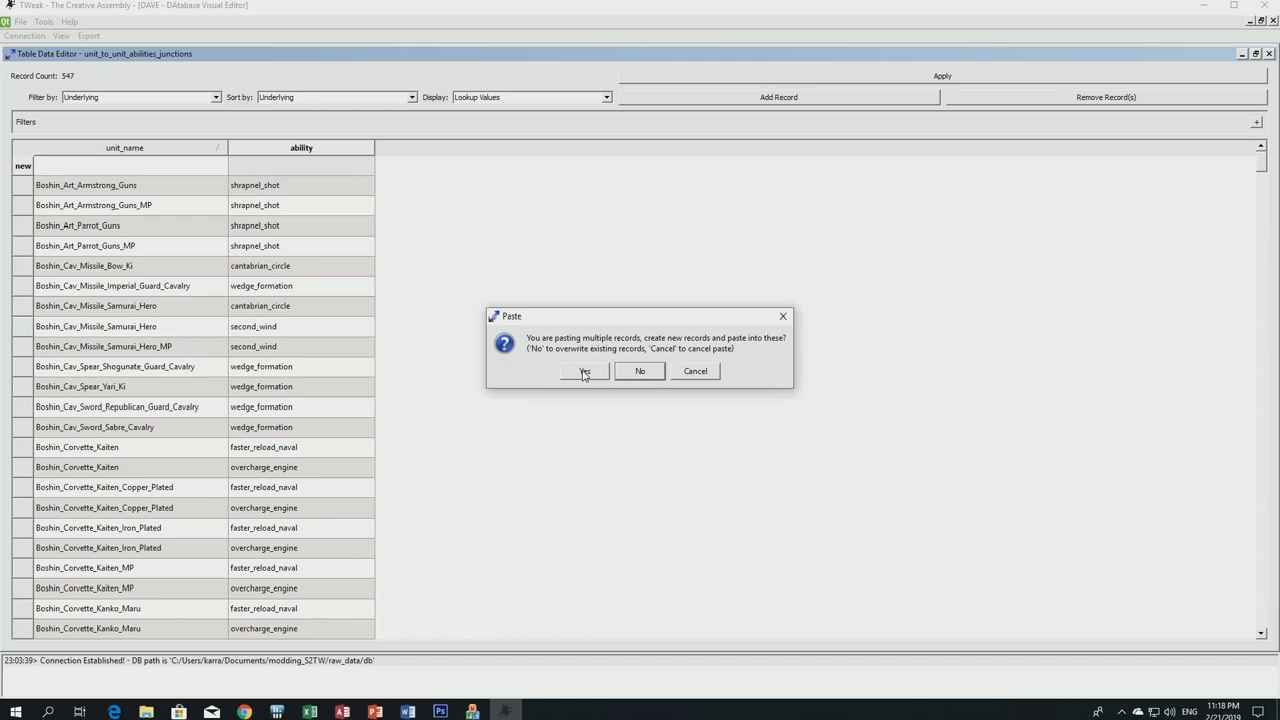 TWeak - The Creative Assembly - [DAVE - DAtabase Visual Editor]
Qt File Tools Help
Connection View Export
Table Data Editor - unit_to_unit_abilities_junctions
Record Count: 547
Apply
Filter by: Underlying Sort by: Underlying Display: Lookup Values Add Record Remove Record(s)
Filters +
unit_name ability
new
Boshin_Art_Armstrong_Guns shrapnel_shot
Boshin_Art_Armstrong_Guns_MP shrapnel_shot
Boshin_Art_Parrot_Guns shrapnel_shot
Boshin_Art_Parrot_Guns_MP shrapnel_shot
Boshin_Cav_Missile_Bow_Ki cantabrian_circle
Boshin_Cav_Missile_Imperial_Guard_Cavalry wedge_formation
Boshin_Cav_Missile_Samurai_Hero cantabrian_circle
Boshin_Cav_Missile_Samurai_Hero second_wind
Boshin_Cav_Missile_Samurai_Hero_MP second_wind
Boshin_Cav_Spear_Shogunate_Guard_Cavalry wedge_formation
Boshin_Cav_Spear_Yari_Ki wedge_formation
Boshin_Cav_Sword_Republican_Guard_Cavalry wedge_formation
Boshin_Cav_Sword_Sabre_Cavalry wedge_formation
Boshin_Corvette_Kaiten faster_reload_naval
Boshin_Corvette_Kaiten overcharge_engine
Boshin_Corvette_Kaiten_Copper_Plated faster_reload_naval
Boshin_Corvette_Kaiten_Copper_Plated overcharge_engine
Boshin_Corvette_Kaiten_Iron_Plated faster_reload_naval
Boshin_Corvette_Kaiten_Iron_Plated overcharge_engine
Boshin_Corvette_Kaiten_MP faster_reload_naval
Boshin_Corvette_Kaiten_MP overcharge_engine
Boshin_Corvette_Kanko_Maru faster_reload_naval
Boshin_Corvette_Kanko_Maru overcharge_engine
Paste
You are pasting multiple records, create new records and paste into these?
('No' to overwrite existing records, 'Cancel' to cancel paste)
Yes No Cancel
23:03:39> Connection Established! - DB path is 'C:/Users/karra/Documents/modding_S2TW/raw_data/db'
ENG
11:18 PM
2/21/2019